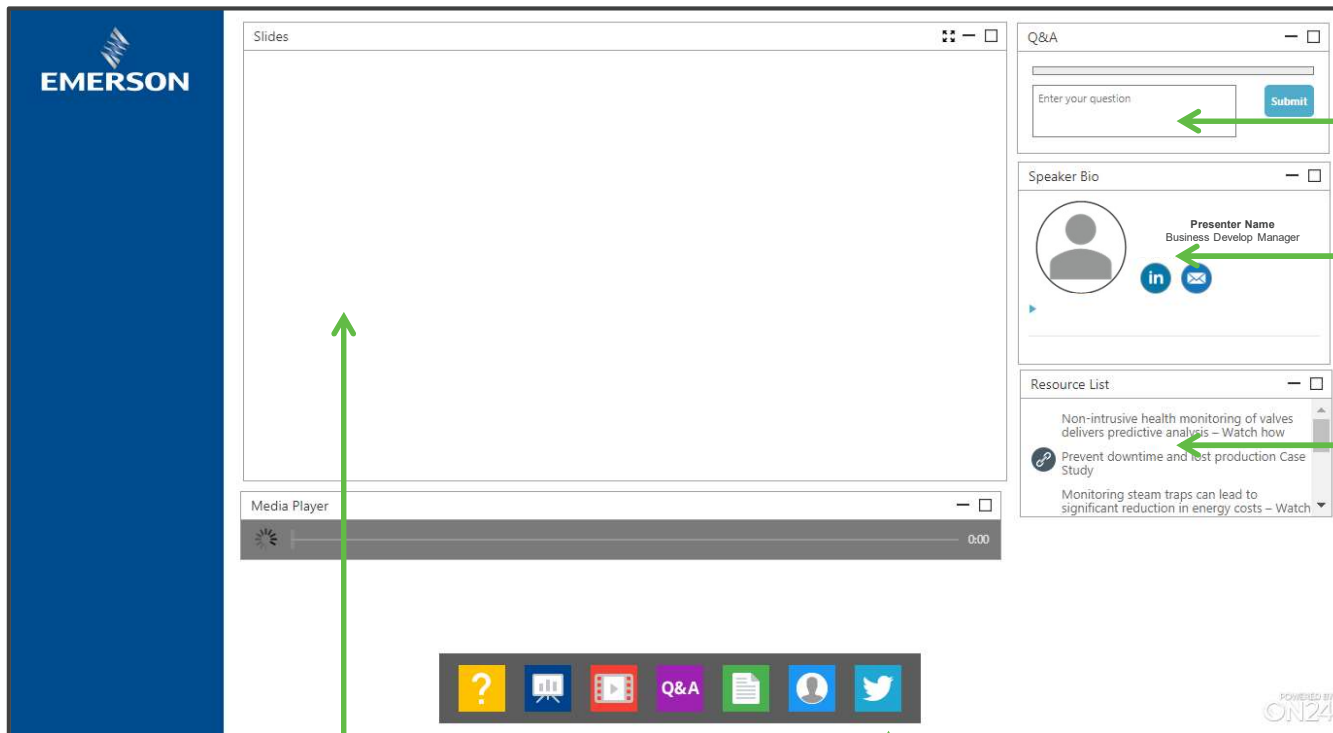 EMERSON
Slides
Q&A
Enter your question
Submit
Speaker Bio
Presenter Name
Business Develop Manager
in
Resource List
Non-intrusive health monitoring of valves
delivers predictive analysis – Watch how
Prevent downtime and lost production Case
Study
Monitoring steam traps can lead to
significant reduction in energy costs – Watch
Media Player
0:00
?
Q&A
POWERED BY
ON24